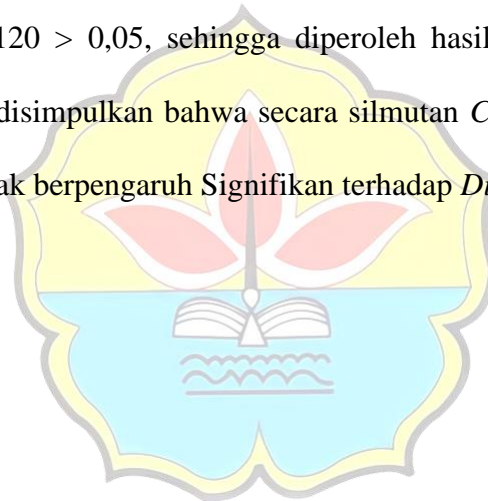 120 > 0,05, sehingga diperoleh hasil
disimpulkan bahwa secara silmutan
ak berpengaruh Signifikan terhadap